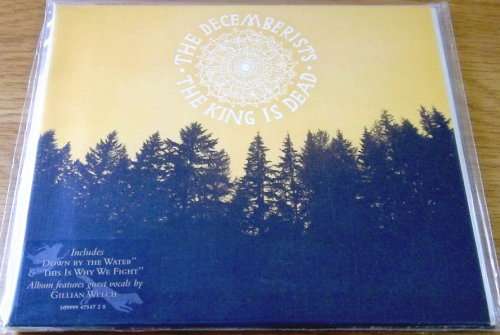 · THE DECEMBERISTS ·
THE KING IS DEAD
Includes
"DOWN BY THE WATER"
& "THIS IS WHY WE FIGHT"
Album features guest vocals by
GILLIAN WELCH